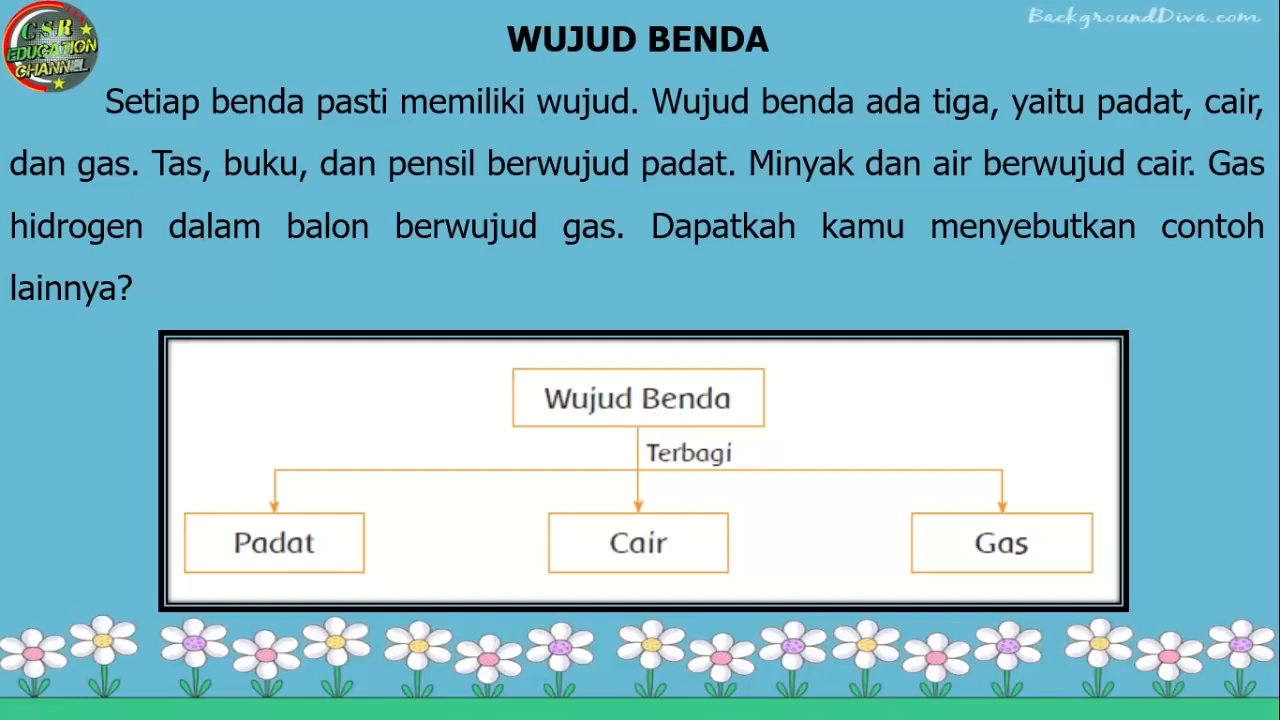 CSR
EDUCATION
CHANNEL
BackgroundDiva.com
WUJUD BENDA
Setiap benda pasti memiliki wujud. Wujud benda ada tiga, yaitu padat, cair,
dan gas. Tas, buku, dan pensil berwujud padat. Minyak dan air berwujud cair. Gas
hidrogen dalam balon berwujud gas. Dapatkah kamu menyebutkan contoh
lainnya?
Wujud Benda
Terbagi
Padat
Cair
Gas